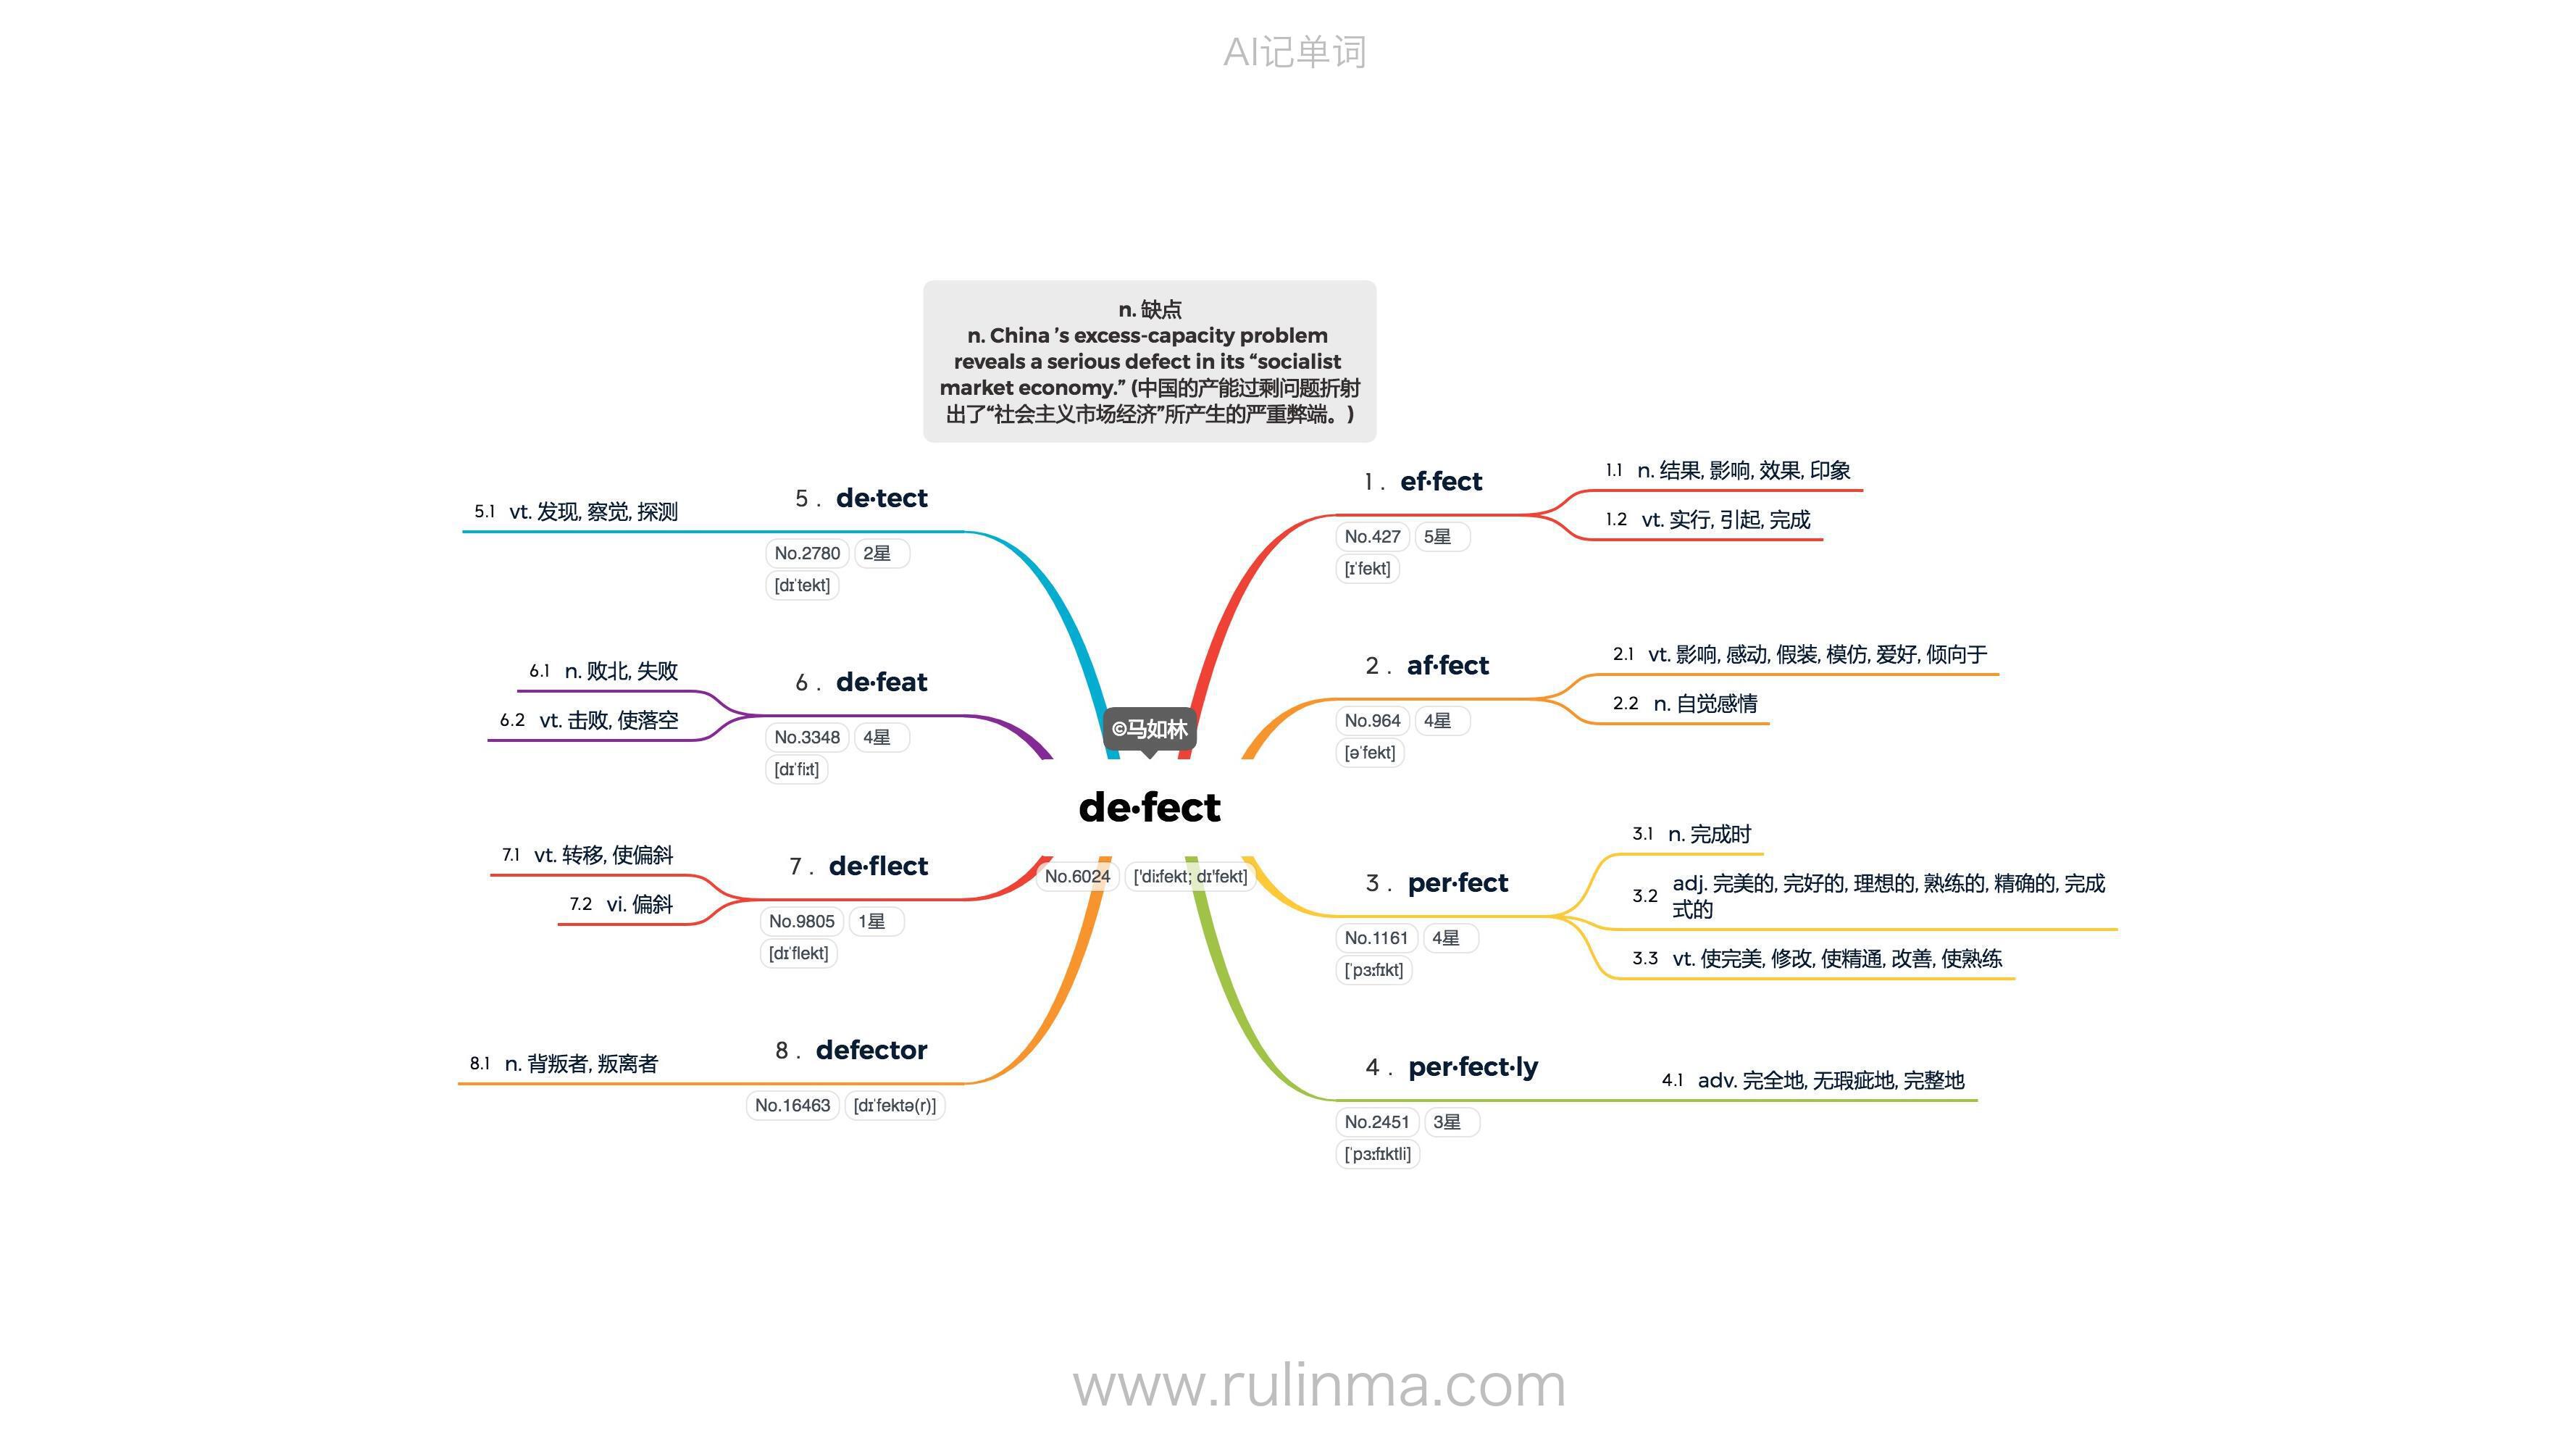 AI记单词
n. 缺点
n. China ’s excess-capacity problem
reveals a serious defect in its “socialist
market economy.” (中国的产能过剩问题折射
出了“社会主义市场经济”所产生的严重弊端。)
©马如林
de·fect
No.6024 ['diːfekt; dɪ'fekt]
1 . ef·fect
No.427 5星
[ɪˈfekt]
1.1 n. 结果, 影响, 效果, 印象
1.2 vt. 实行, 引起, 完成
2 . af·fect
No.964 4星
[əˈfekt]
2.1 vt. 影响, 感动, 假装, 模仿, 爱好, 倾向于
2.2 n. 自觉感情
3 . per·fect
No.1161 4星
[ˈpɜːfɪkt]
3.1 n. 完成时
3.2 adj. 完美的, 完好的, 理想的, 熟练的, 精确的, 完成
式的
3.3 vt. 使完美, 修改, 使精通, 改善, 使熟练
4 . per·fect·ly
No.2451 3星
[ˈpɜːfɪktli]
4.1 adv. 完全地, 无瑕疵地, 完整地
5 . de·tect
No.2780 2星
[dɪˈtekt]
5.1 vt. 发现, 察觉, 探测
6 . de·feat
No.3348 4星
[dɪˈfiːt]
6.1 n. 败北, 失败
6.2 vt. 击败, 使落空
7 . de·flect
No.9805 1星
[dɪˈflekt]
7.1 vt. 转移, 使偏斜
7.2 vi. 偏斜
8 . defector
No.16463 [dɪˈfektə(r)]
8.1 n. 背叛者, 叛离者
www.rulinma.com